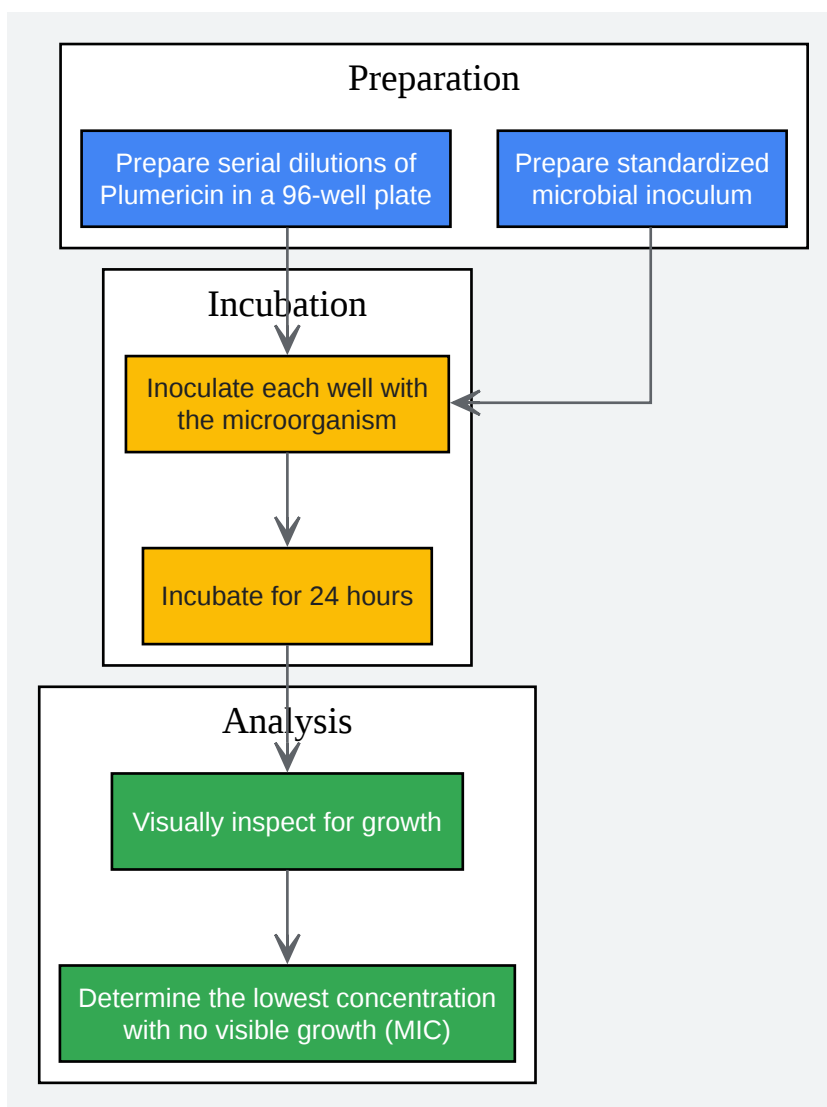 Preparation
Prepare serial dilutions of
Plumericin in a 96-well plate
Prepare standardized
microbial inoculum
Incubation
Inoculate each well with
the microorganism
Incubate for 24 hours
Analysis
Visually inspect for growth
Determine the lowest concentration
with no visible growth (MIC)